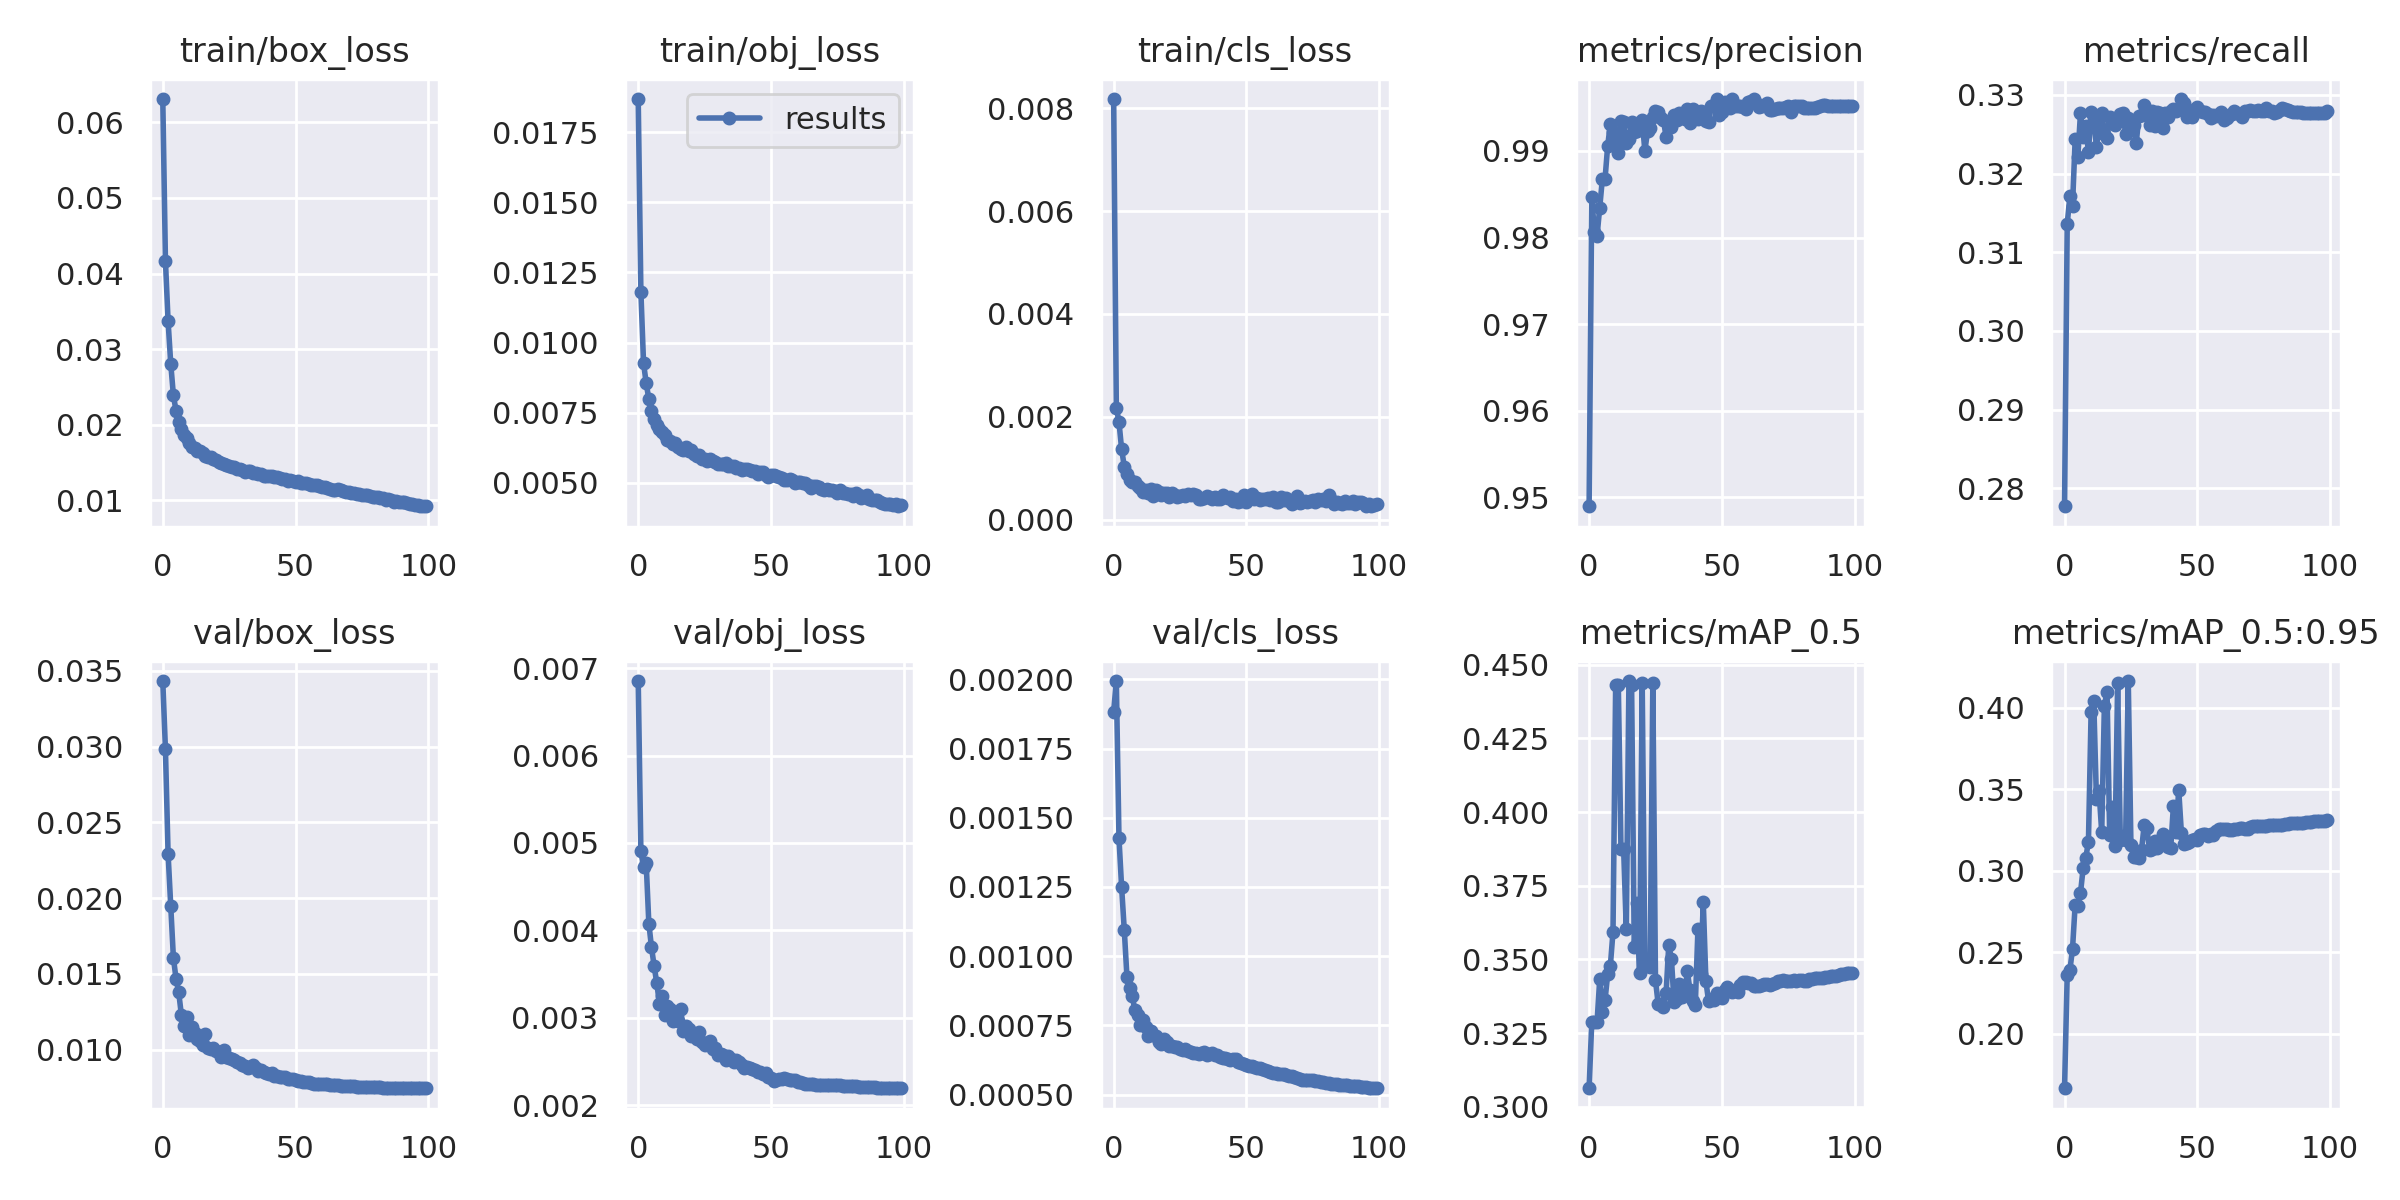 train/box_loss
0.06
0.05
0.04
0.03
0.02
0.01
0 50 100
train/obj_loss
results
0.0175
0.0150
0.0125
0.0100
0.0075
0.0050
0 50 100
train/cls_loss
0.008
0.006
0.004
0.002
0.000
0 50 100
metrics/precision
0.99
0.98
0.97
0.96
0.95
0 50 100
metrics/recall
0.33
0.32
0.31
0.30
0.29
0.28
0 50 100
val/box_loss
0.035
0.030
0.025
0.020
0.015
0.010
0 50 100
val/obj_loss
0.007
0.006
0.005
0.004
0.003
0.002
0 50 100
val/cls_loss
0.00200
0.00175
0.00150
0.00125
0.00100
0.00075
0.00050
0 50 100
metrics/mAP_0.5
0.450
0.425
0.400
0.375
0.350
0.325
0.300
0 50 100
metrics/mAP_0.5:0.95
0.40
0.35
0.30
0.25
0.20
0 50 100